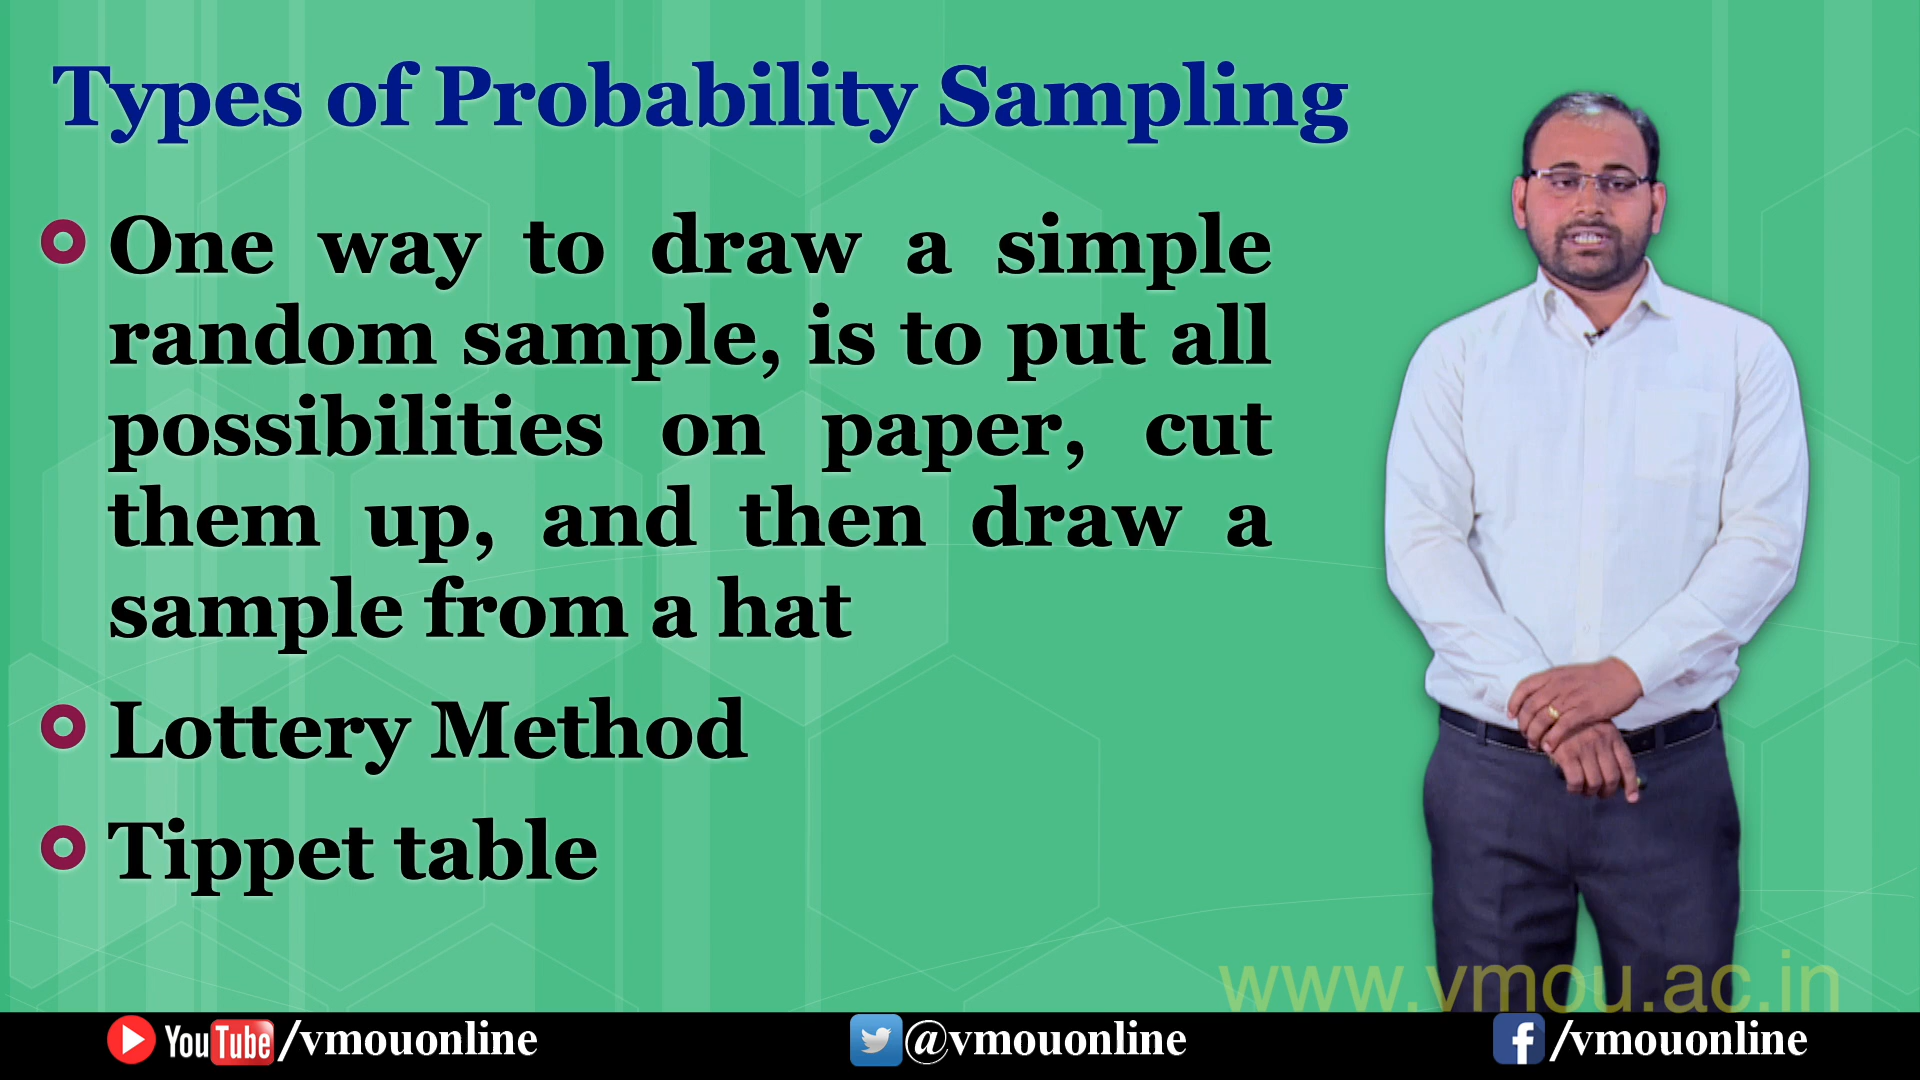 Types of Probability Sampling
One way to draw a simple
random sample, is to put all
possibilities on paper, cut
them up, and then draw a
sample from a hat
Lottery Method
Tippet table
www.vmou.ac.in
YouTube/vmouonline
@vmouonline
f/vmouonline